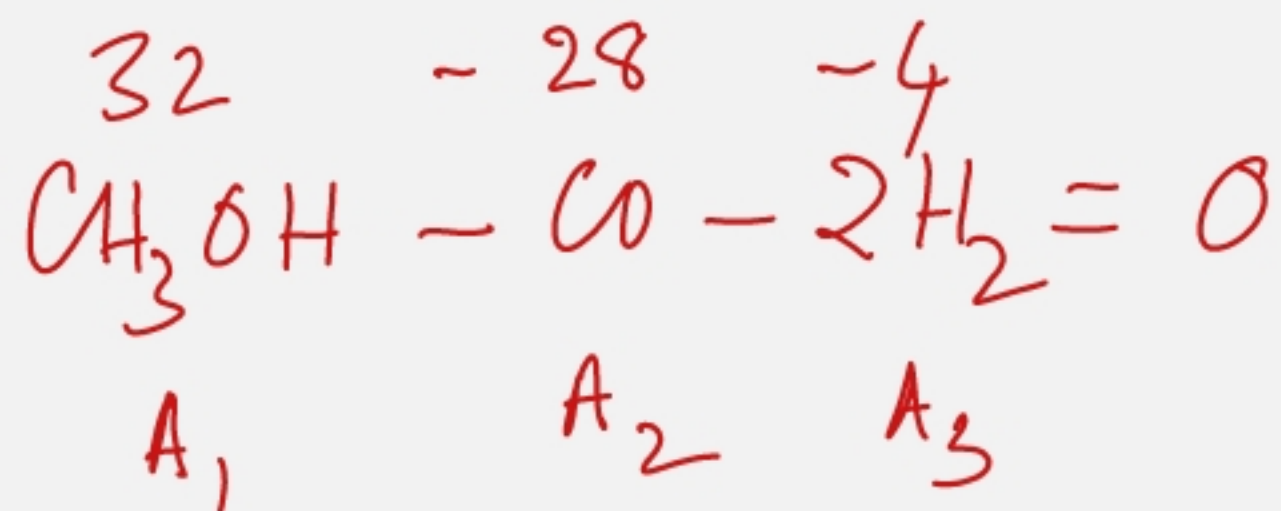 32 - 28 - 4
CH₃OH - CO - 2H₂ = 0
A₁ A₂ A₃